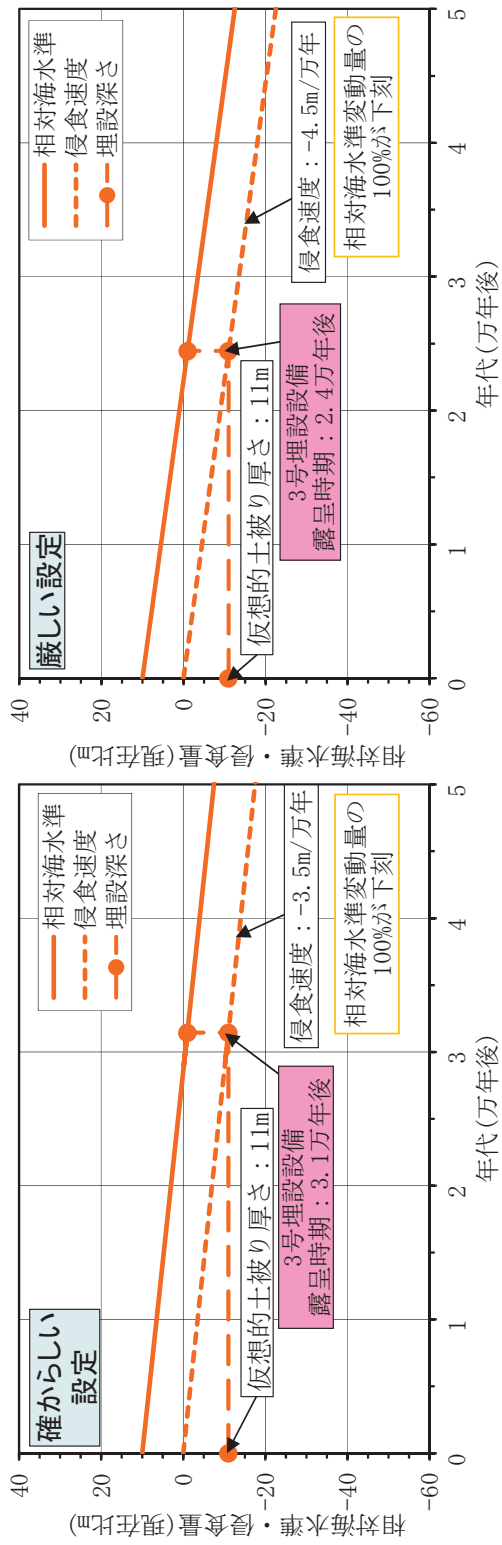 確からしい
設定
相対海水準・侵食量(現在比m)
40
20
0
−20
−40
−60
相対海水準
侵食速度
埋設深さ
仮想的土被り厚さ：11m
3号埋設設備
露呈時期：3.1万年後
侵食速度：−3.5m/万年
相対海水準変動量の
100%が下刻
0
1
2
3
4
5
年代(万年後)
厳しい設定
相対海水準・侵食量(現在比m)
40
20
0
−20
−40
−60
相対海水準
侵食速度
埋設深さ
仮想的土被り厚さ：11m
3号埋設設備
露呈時期：2.4万年後
侵食速度：−4.5m/万年
相対海水準変動量の
100%が下刻
0
1
2
3
4
5
年代(万年後)